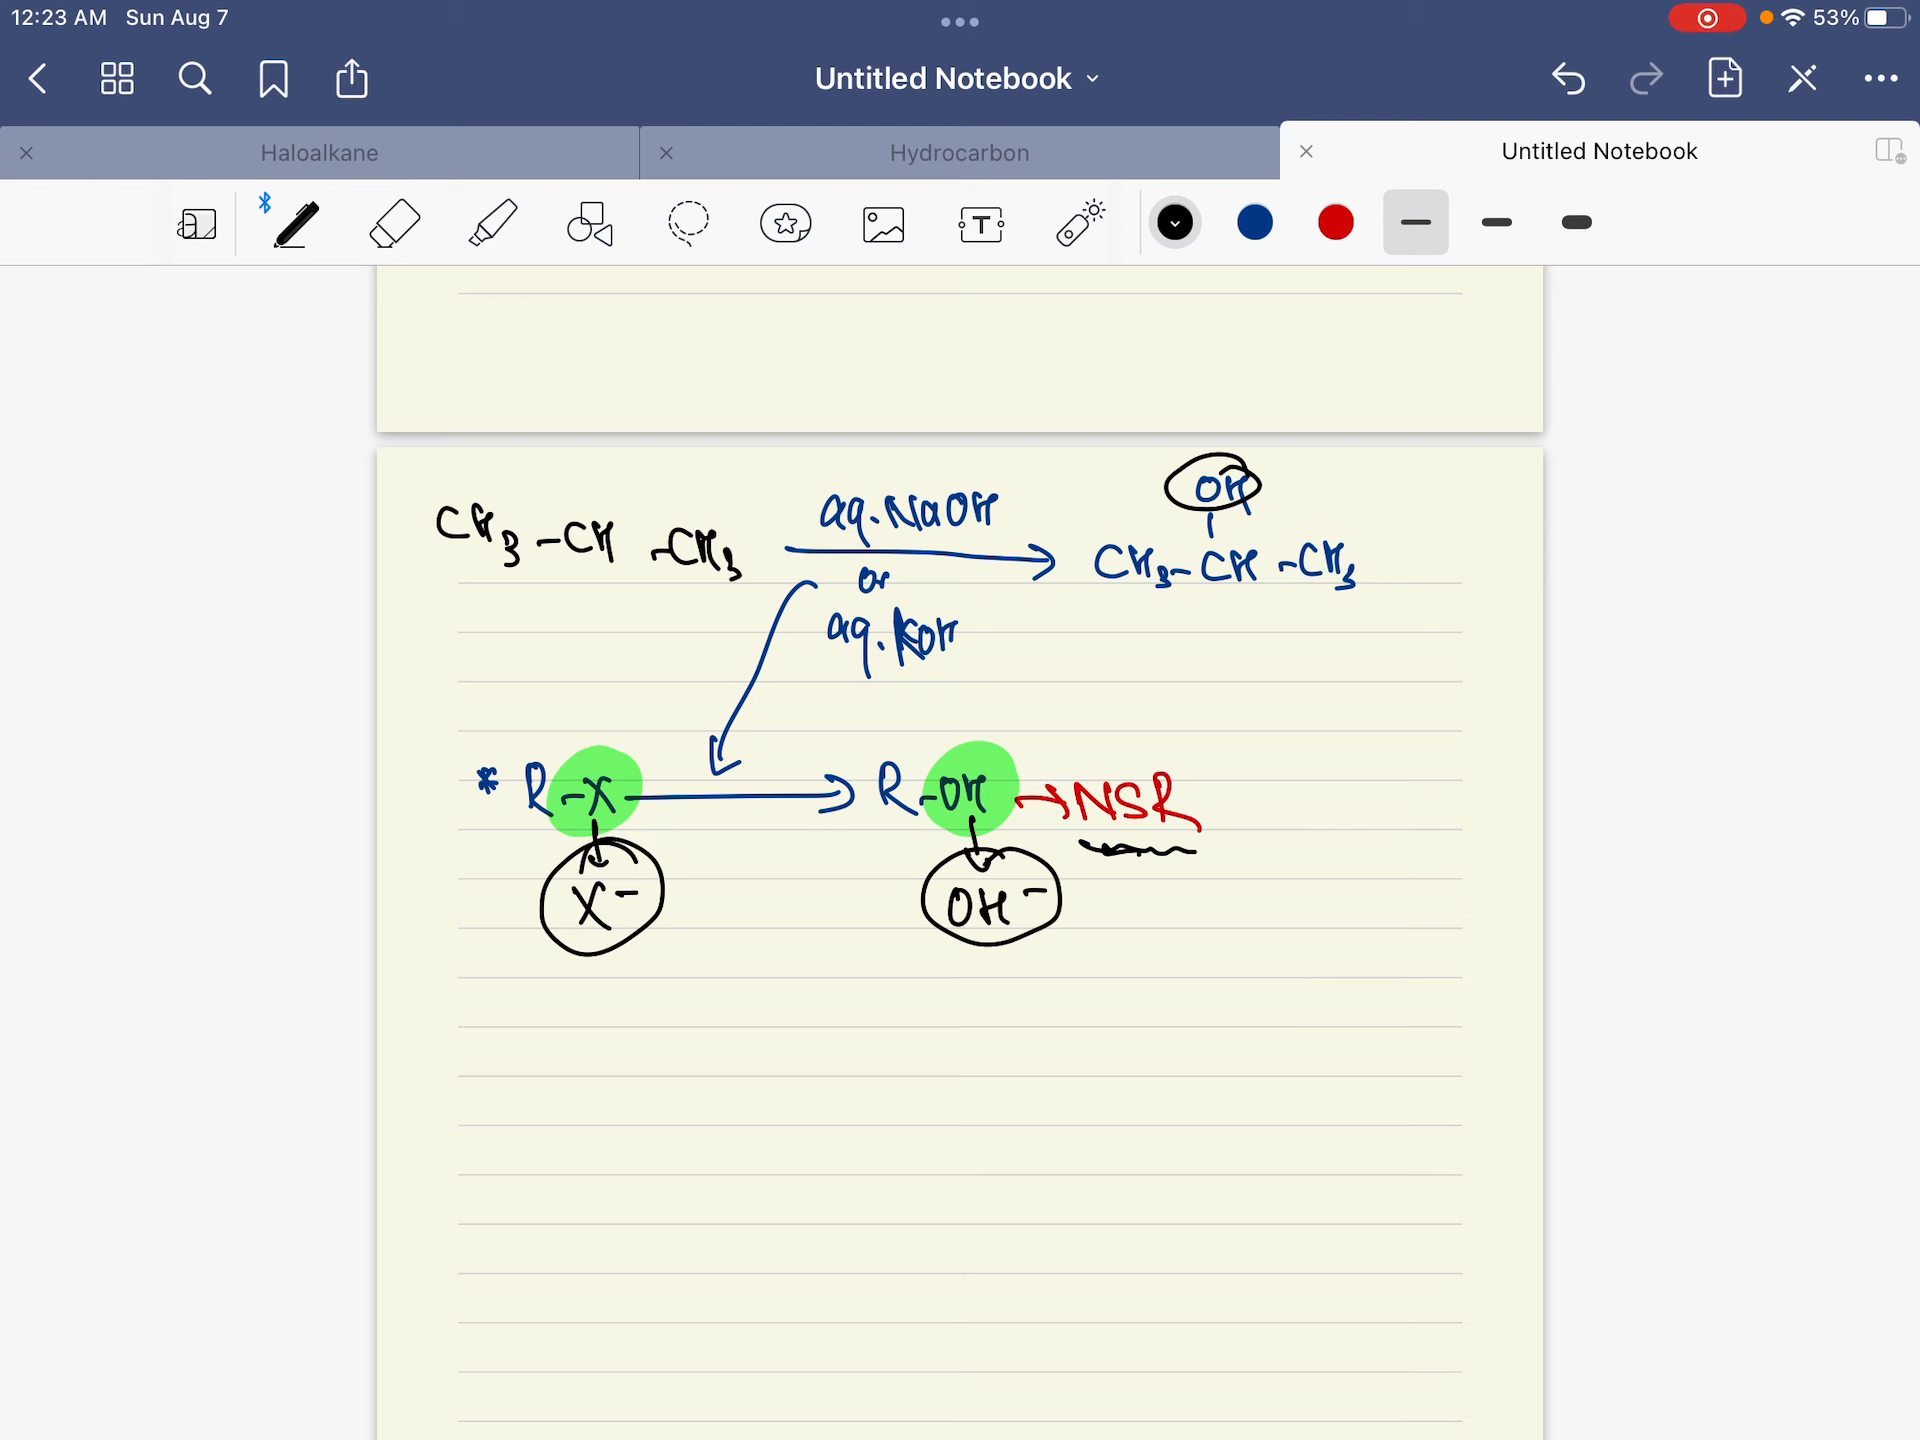 12:23 AM Sun Aug 7
53%
Untitled Notebook
Haloalkane
Hydrocarbon
Untitled Notebook
T
OH
CH3-CH-CH3 aq.NaOH CH3-CH-CH3
or
aq.KOH
* R-X R-OH → NSR
X- OH-